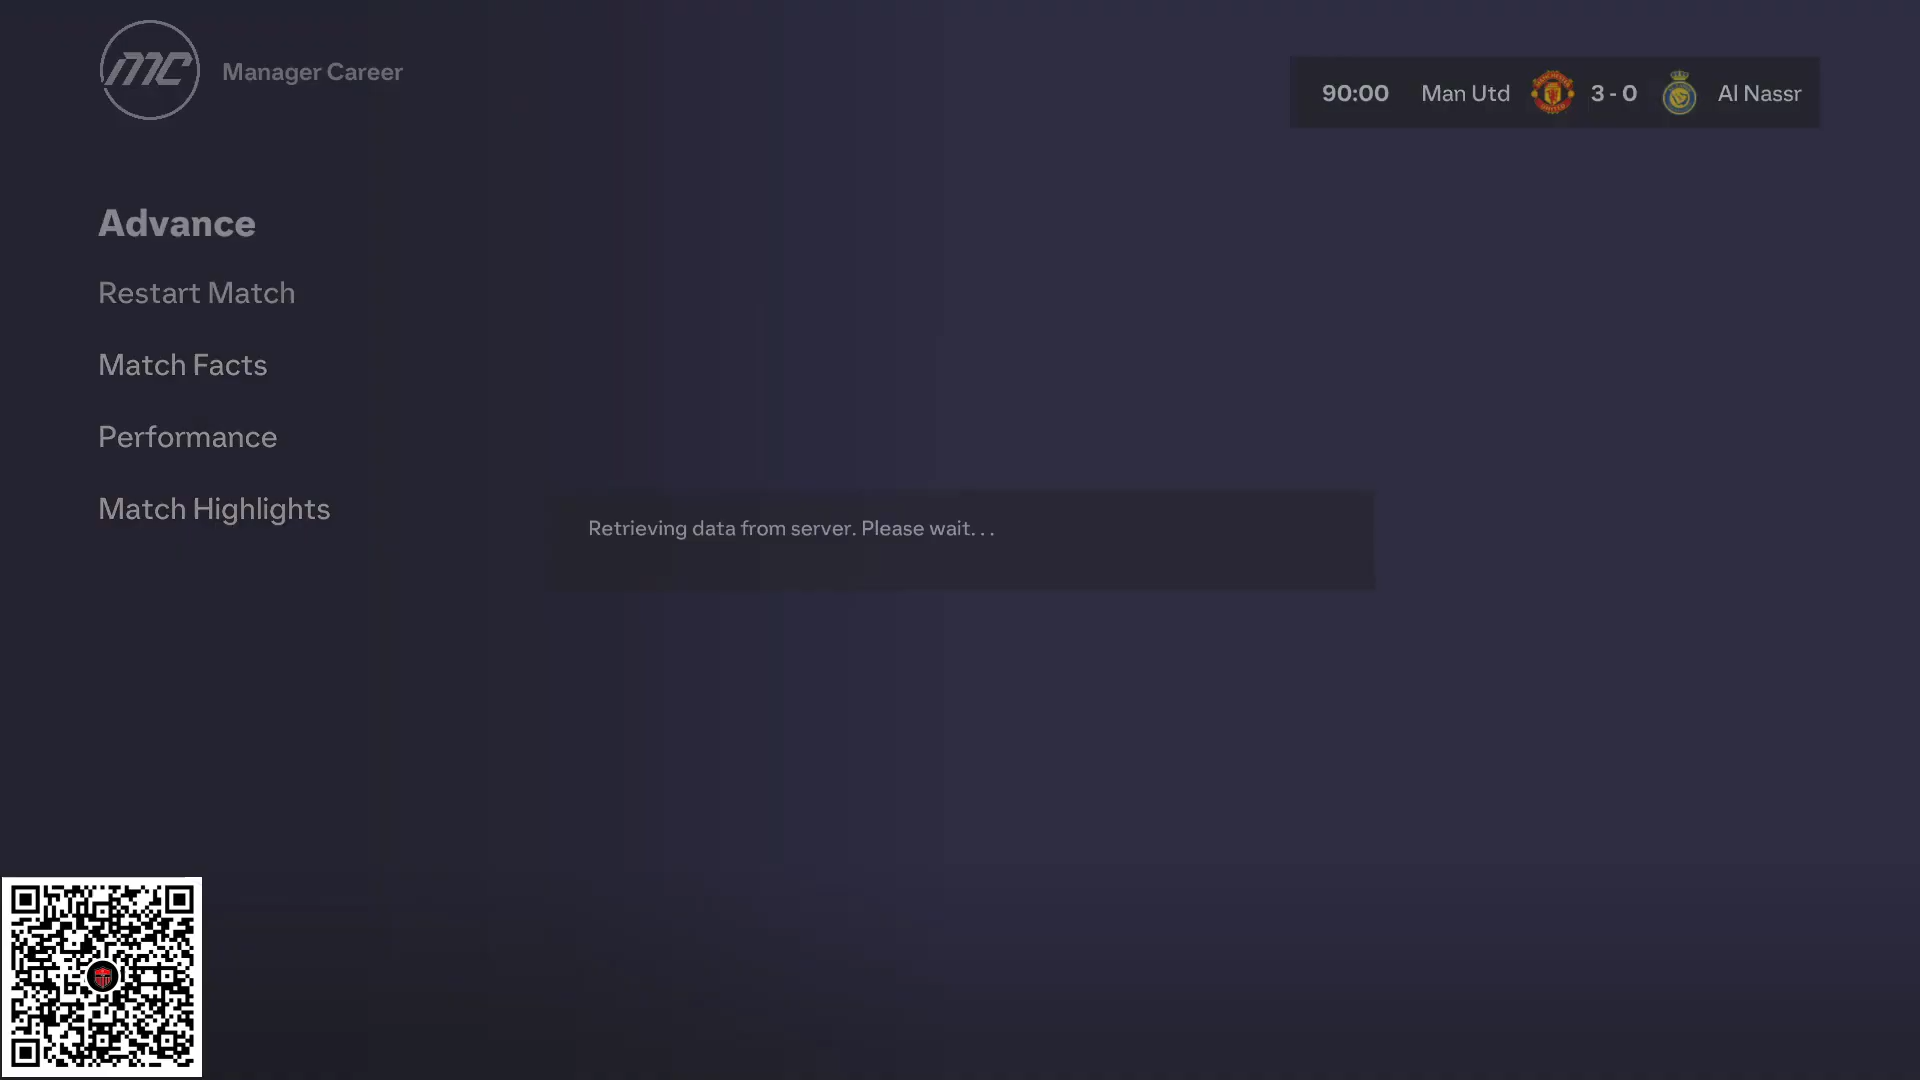 MC Manager Career
90:00 Man Utd 3 - 0 Al Nassr
Advance
Restart Match
Match Facts
Performance
Match Highlights
Retrieving data from server. Please wait. . .